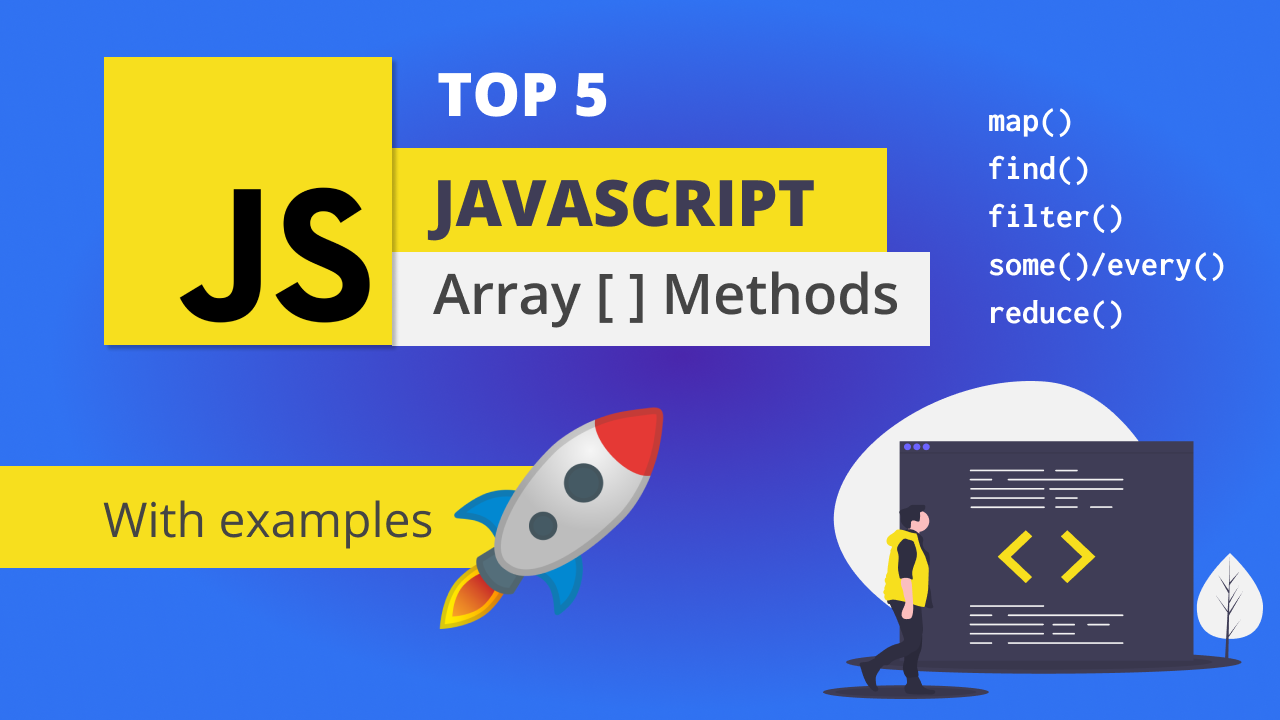 JS
TOP 5
JAVASCRIPT
Array [ ] Methods
map()
find()
filter()
some()/every()
reduce()
With examples